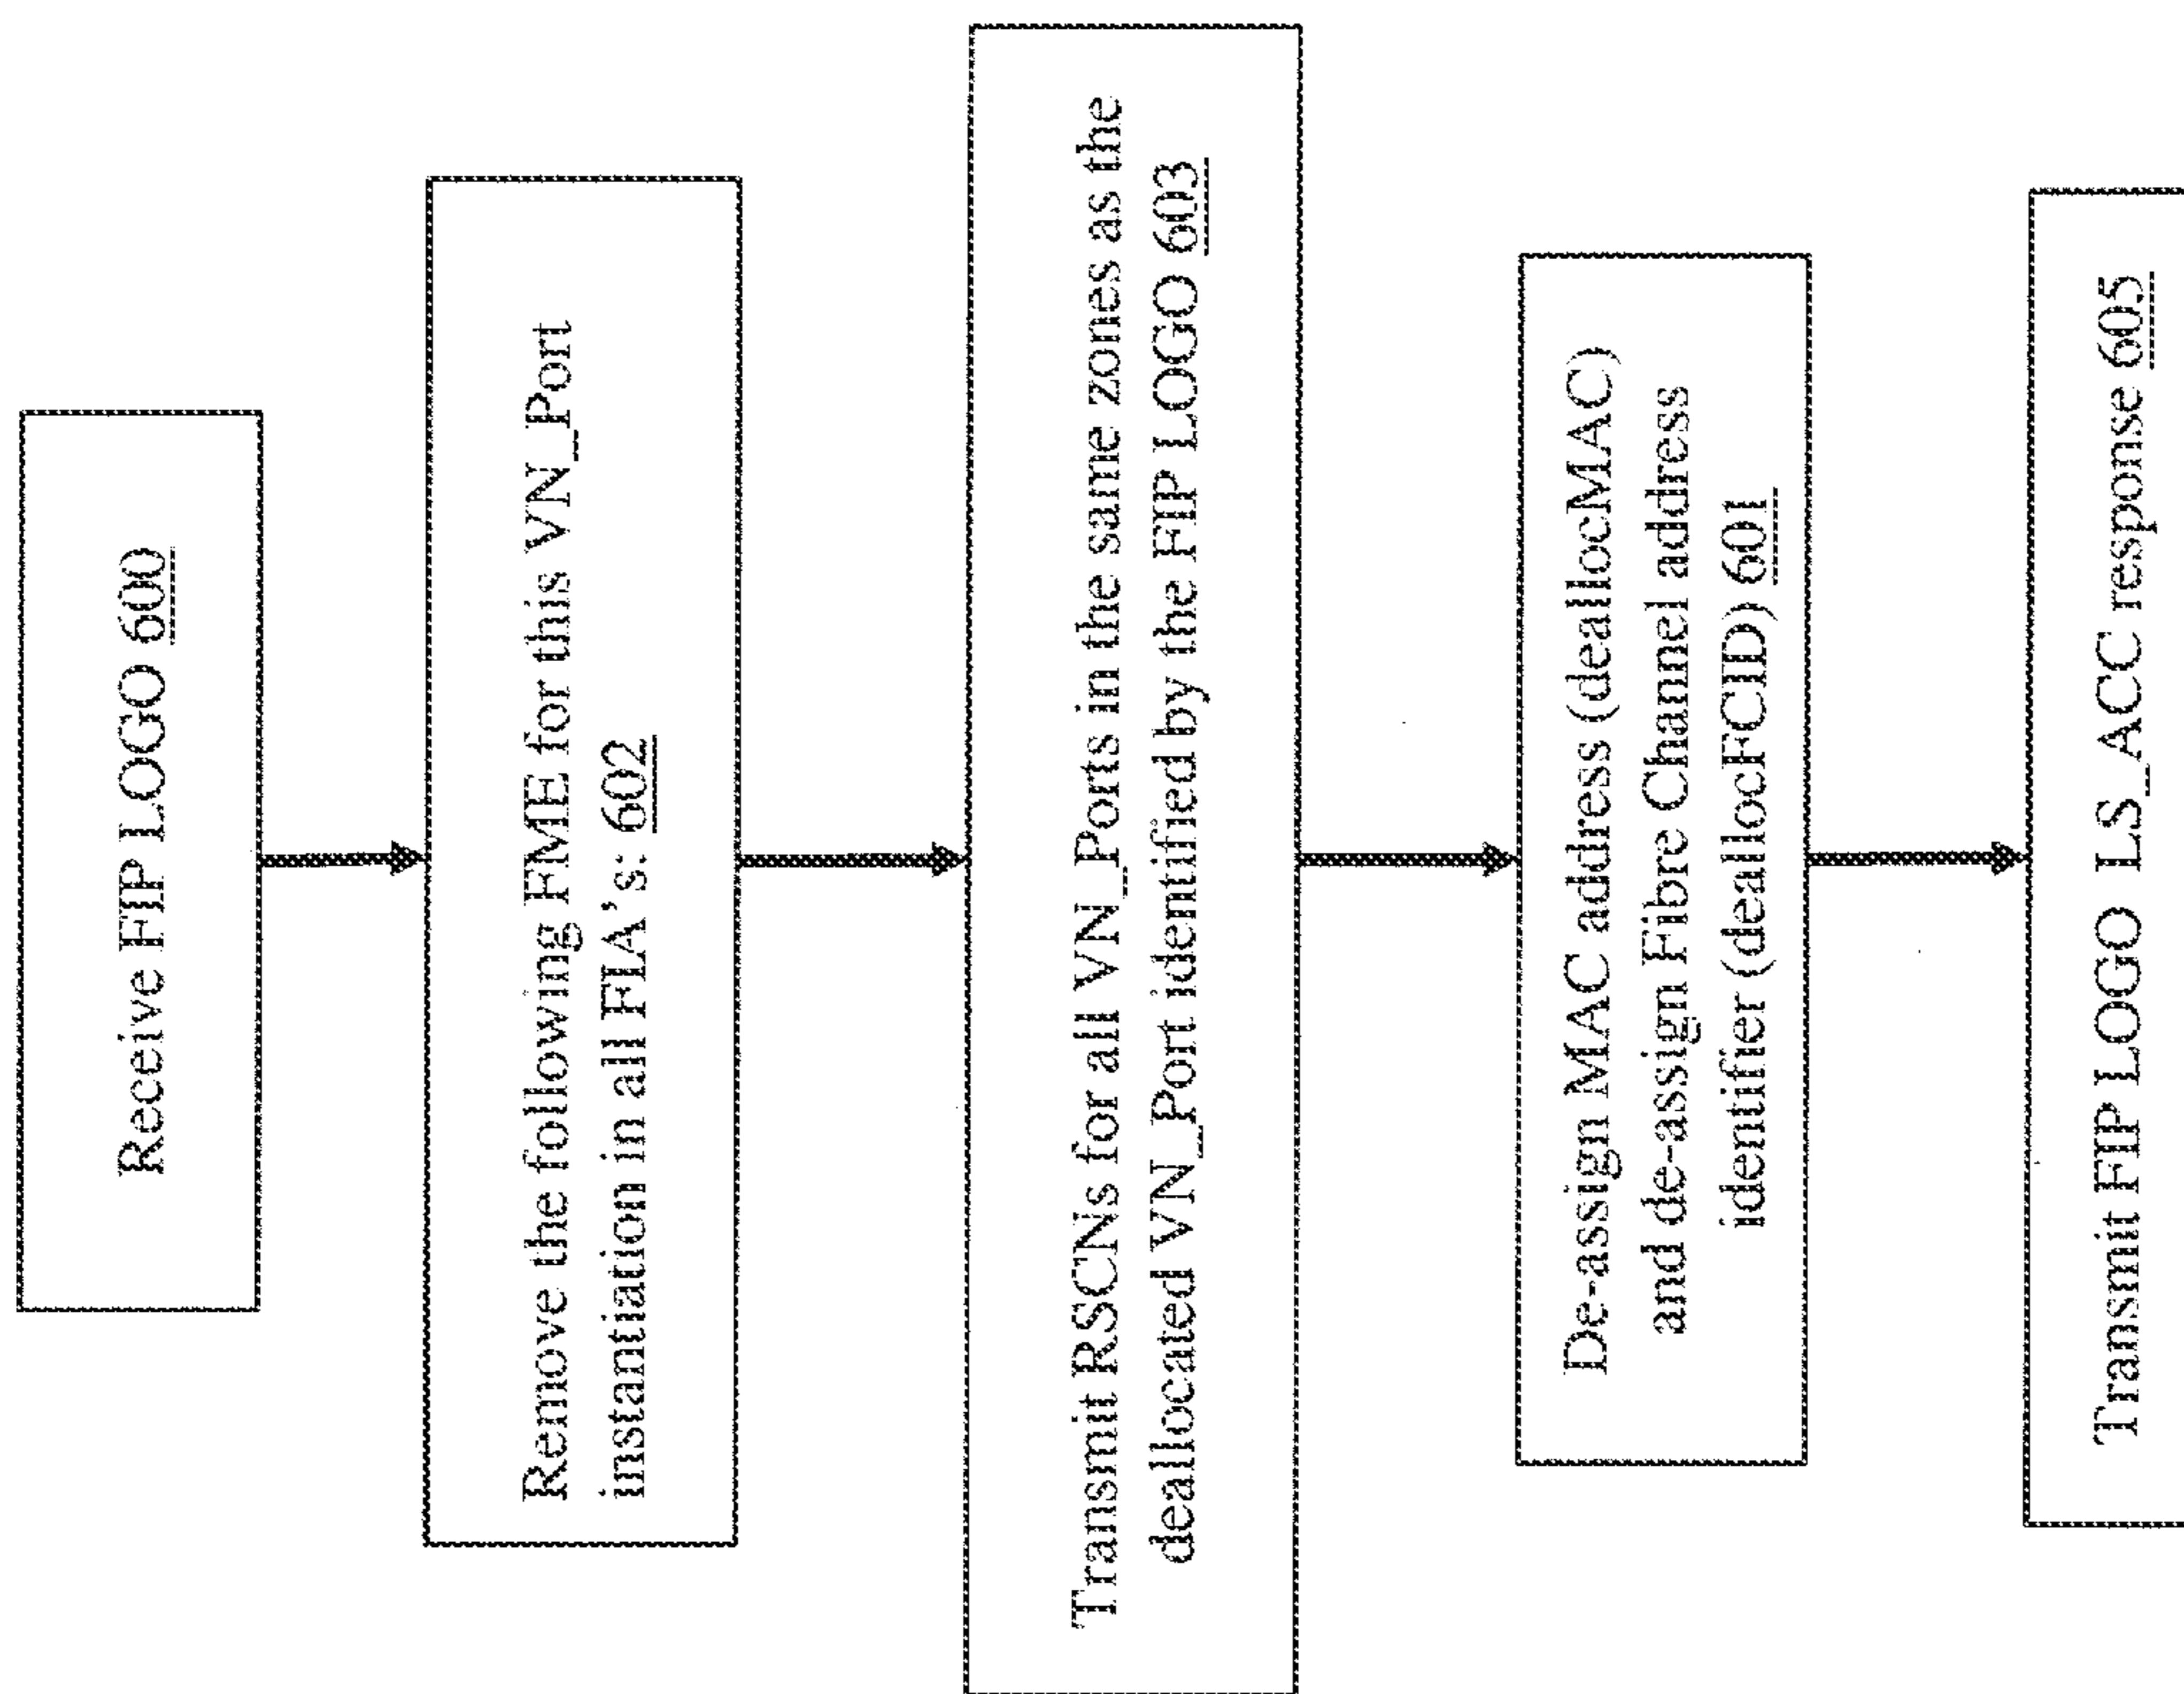 Receive FIP LOGO 600
Remove the following FME for this VN_Port
instantiation in all FIA's: 602
Transmit RSCNs for all VN_Ports in the same zones as the
deallocated VN_Port identified by the FIP LOGO 603
De-assign MAC address (deallocMAC)
and de-assign Fibre Channel address
identifier (deallocFCID) 601
Transmit FIP LOGO LS_ACC response 605